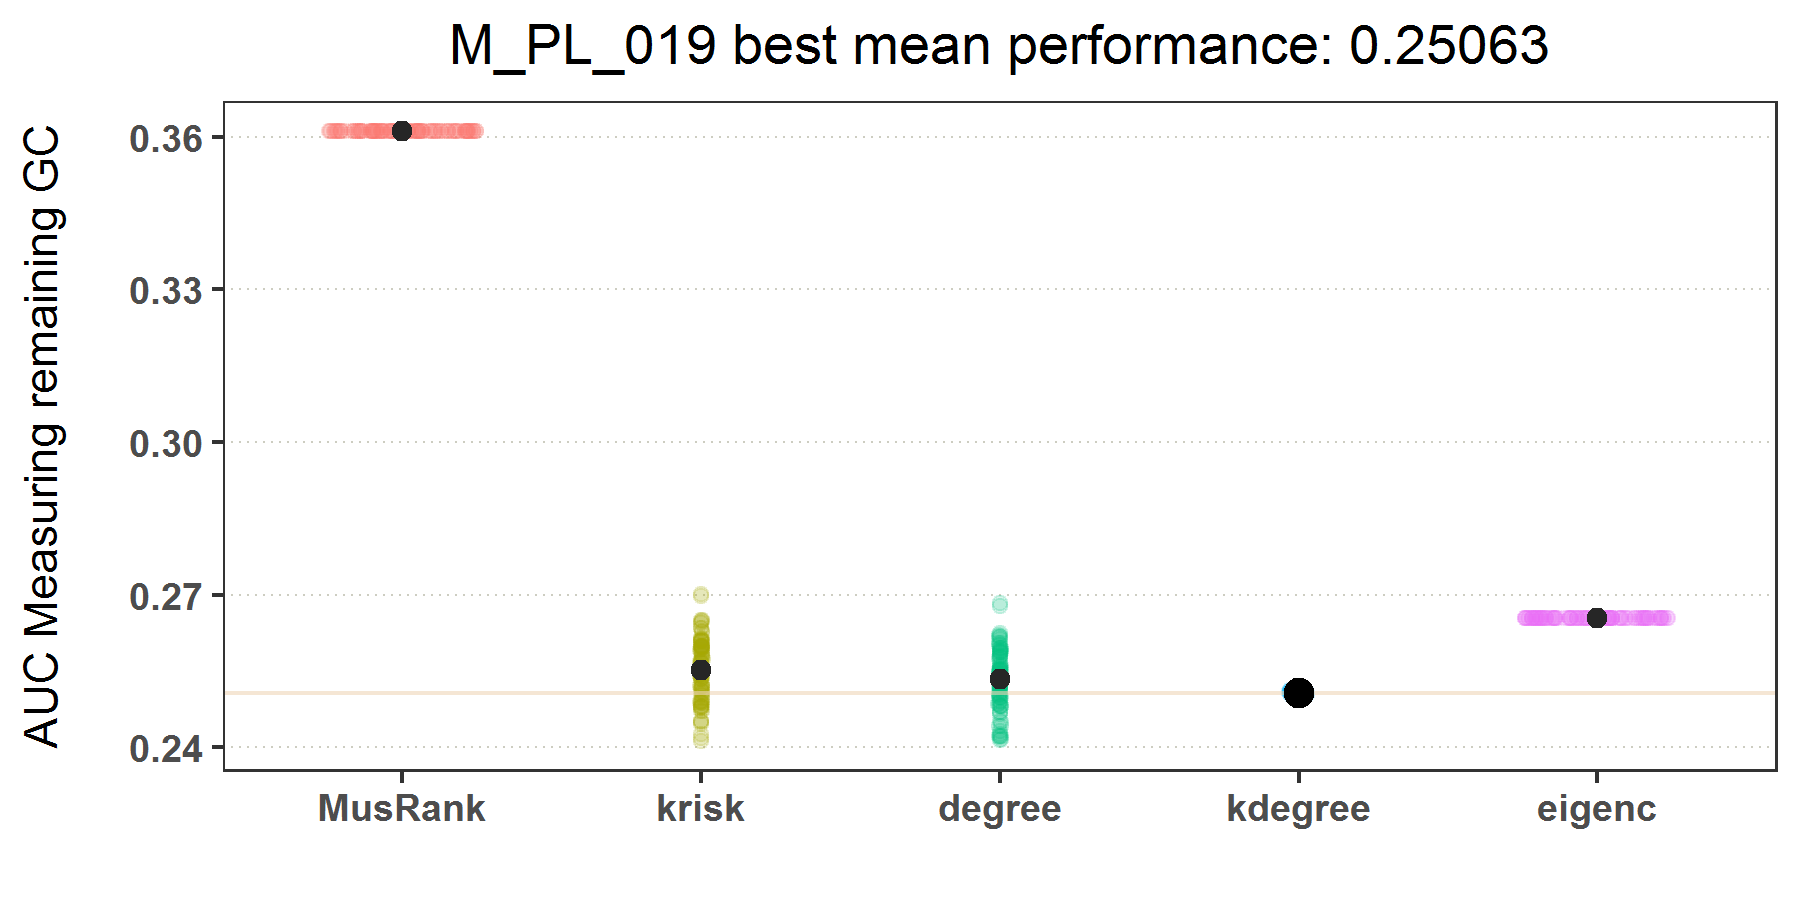 M_PL_019 best mean performance: 0.25063
AUC Measuring remaining GC
0.36
0.33
0.30
0.27
0.24
MusRank krisk degree kdegree eigenc